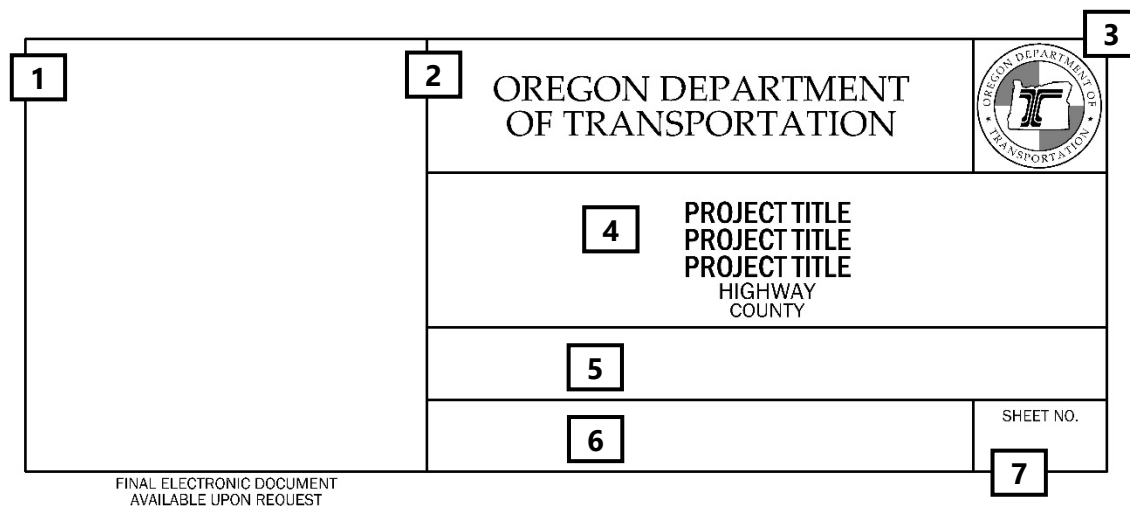 1
2
3
OREGON DEPARTMENT
OF TRANSPORTATION
OREGON DEPARTMENT OF
TRANSPORTATION
4
PROJECT TITLE
PROJECT TITLE
PROJECT TITLE
HIGHWAY
COUNTY
5
6
SHEET NO.
7
FINAL ELECTRONIC DOCUMENT
AVAILABLE UPON REQUEST